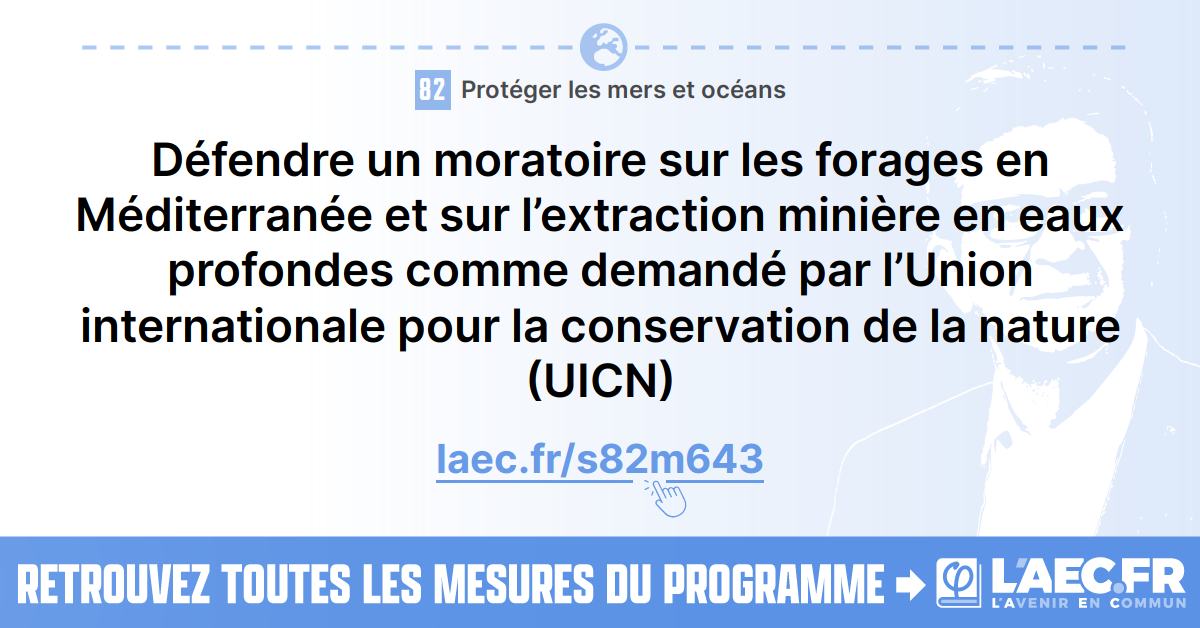 82 Protéger les mers et océans
Défendre un moratoire sur les forages en
Méditerranée et sur l’extraction minière en eaux
profondes comme demandé par l’Union
internationale pour la conservation de la nature
(UICN)
laec.fr/s82m643
RETROUVEZ TOUTES LES MESURES DU PROGRAMME
L'AEC.FR
L'AVENIR EN COMMUN